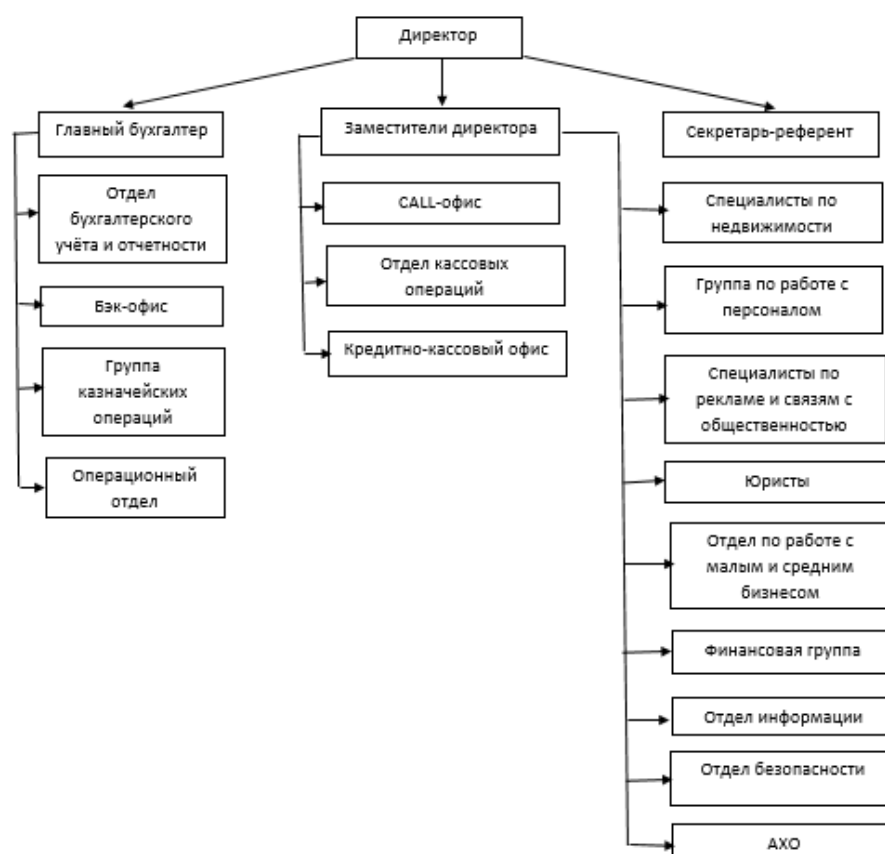 Директор
Главный бухгалтер
Заместители директора
Секретарь-референт
Отдел
бухгалтерского
учёта и отчетности
Бэк-офис
Группа
казначейских
операций
Операционный
отдел
CALL-офис
Отдел кассовых
операций
Кредитно-кассовый офис
Специалисты по
недвижимости
Группа по работе с
персоналом
Специалисты по
рекламе и связям с
общественностью
Юристы
Отдел по работе с
малым и средним
бизнесом
Финансовая группа
Отдел информации
Отдел безопасности
АХО